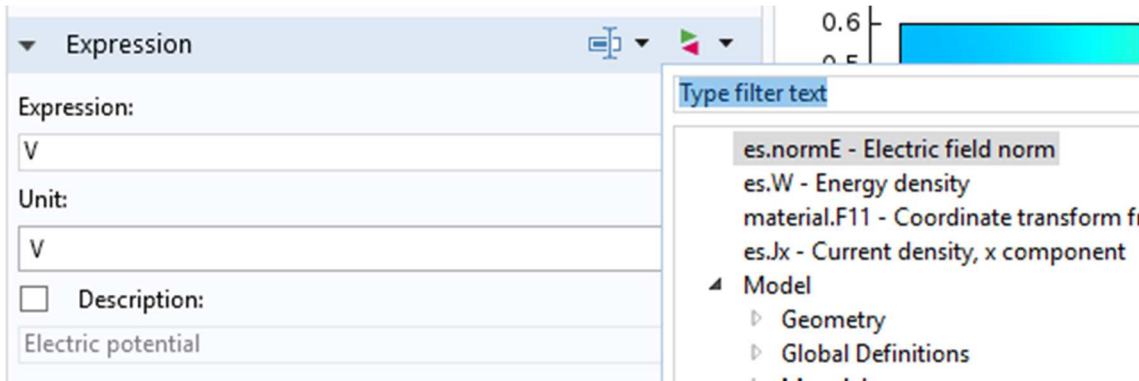 Expression
0.6
Type filter text
Expression:
V
es.normE - Electric field norm
es.W - Energy density
Unit:
material.F11 - Coordinate transform
V
es.Jx - Current density, x component
Model
Description:
Geometry
Electric potential
Global Definitions